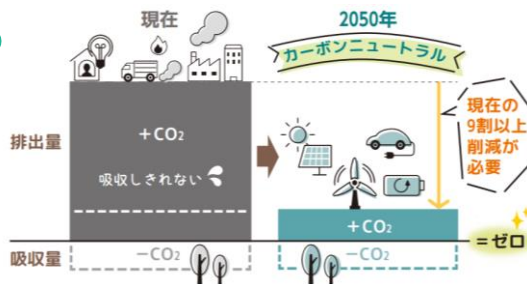 現在
2050年
カーボンニュートラル
排出量
+CO2
吸収しきれない
現在の
9割以上
削減が
必要
+CO2
=ゼロ
吸収量
-CO2
-CO2